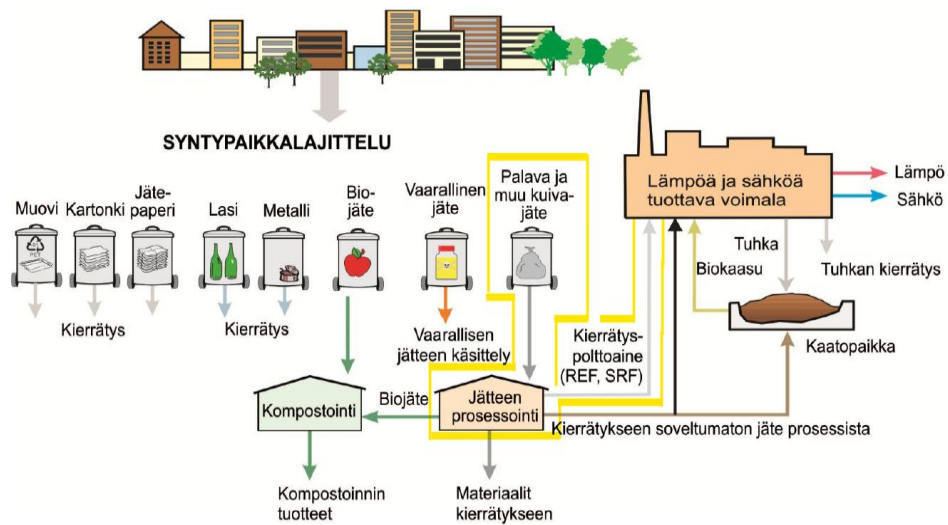 SYNTYPAIKKALAJITTELU
Muovi
Kartonki
Jäte-
paperi
Lasi
Metalli
Bio-
jäte
Vaarallinen
jäte
Palava ja
muu kuiva-
jäte
PET
Kierrätys
Kierrätys
Vaarallisen
jätteen käsittely
Lämpöä ja sähköä
tuottava voimala
Lämpö
Sähkö
Tuhka
Biokaasu
Tuhkan kierrätys
Kaatopaikka
Kierrätys-
polttoaine
(REF, SRF)
Kompostointi
Biojäte
Jätteen
prosessointi
Kierrätykseen soveltumaton jäte prosessista
Kompostoinnin
tuotteet
Materiaalit
kierrätykseen